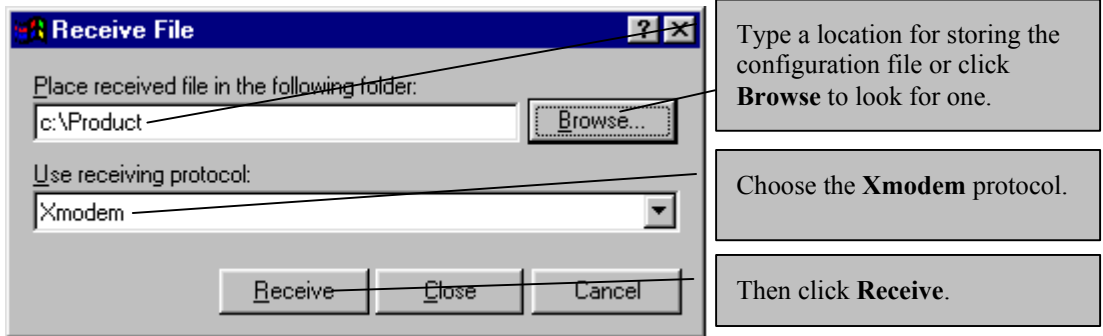 Receive File
Place received file in the following folder:
c:\Product
Browse...
Use receiving protocol:
Xmodem
Receive
Close
Cancel
Type a location for storing the
configuration file or click
Browse to look for one.
Choose the Xmodem protocol.
Then click Receive.